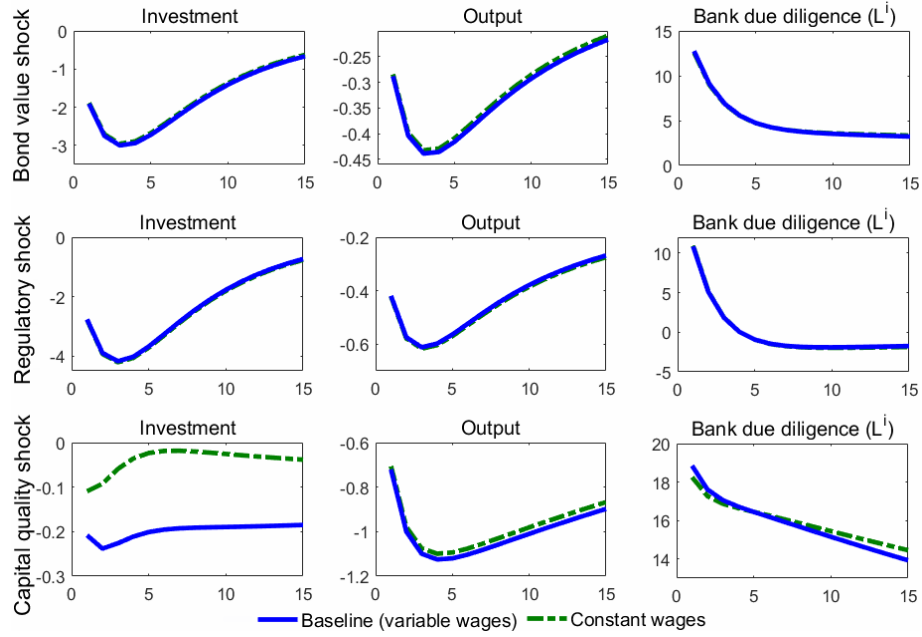 Investment
Output
Bank due diligence (L^i)
Bond value shock
0
-1
-2
-3
0 5 10 15
-0.25
-0.3
-0.35
-0.4
-0.45
0 5 10 15
15
10
5
0
0 5 10 15
Investment
Output
Bank due diligence (L^i)
Regulatory shock
0
-2
-4
0 5 10 15
-0.2
-0.4
-0.6
0 5 10 15
10
5
0
-5
0 5 10 15
Investment
Output
Bank due diligence (L^i)
Capital quality shock
0
-0.1
-0.2
-0.3
0 5 10 15
-0.6
-0.8
-1
-1.2
0 5 10 15
20
18
16
14
0 5 10 15
Baseline (variable wages)
Constant wages